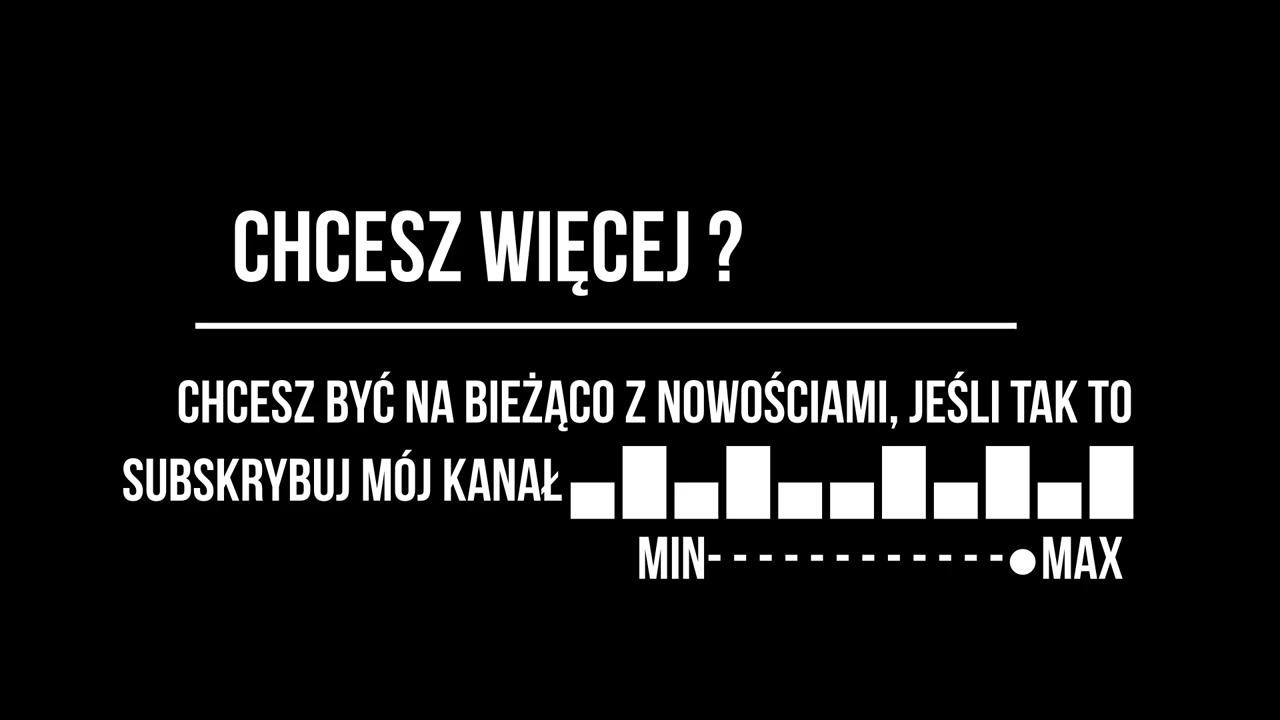 CHCESZ WIĘCEJ ?
CHCESZ BYĆ NA BIEŻĄCO Z NOWOŚCIAMI, JEŚLI TAK TO
SUBSKRYBUJ MÓJ KANAŁ▄█▄█▄▄█▄█▄█
MIN------------●MAX